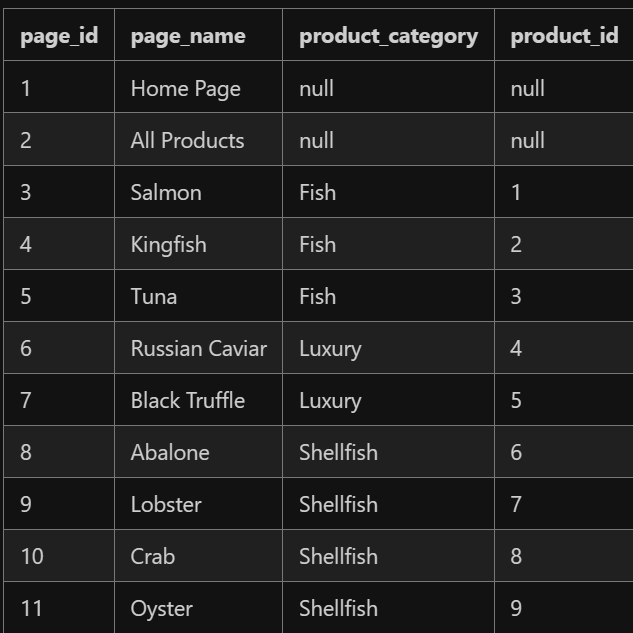 page_id page_name product_category product_id
1 Home Page null null
2 All Products null null
3 Salmon Fish 1
4 Kingfish Fish 2
5 Tuna Fish 3
6 Russian Caviar Luxury 4
7 Black Truffle Luxury 5
8 Abalone Shellfish 6
9 Lobster Shellfish 7
10 Crab Shellfish 8
11 Oyster Shellfish 9